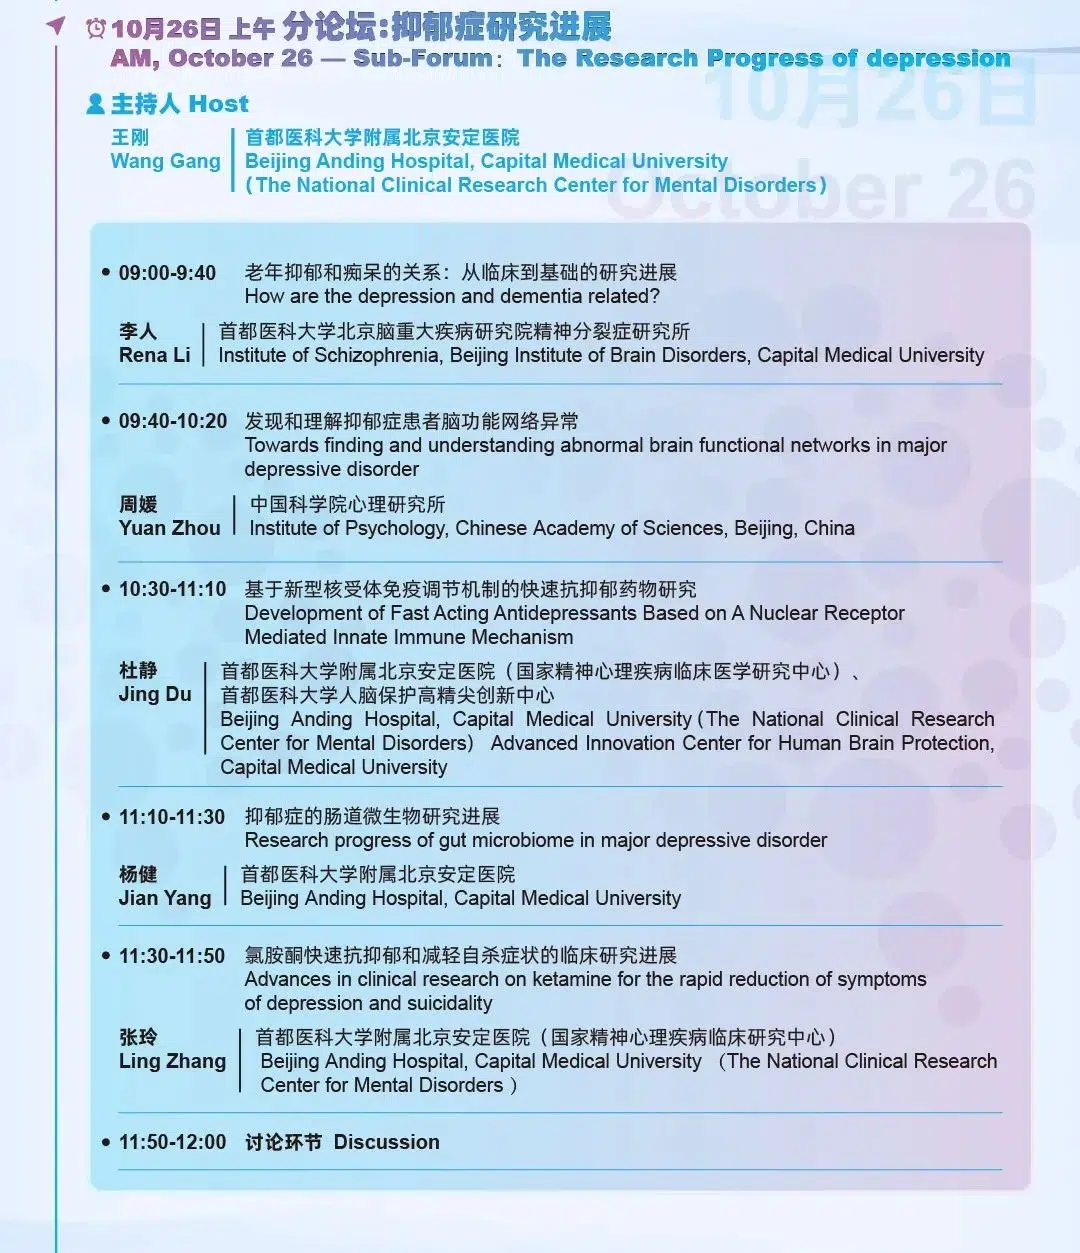 10月26日 上午 分论坛:抑郁症研究进展
AM, October 26 — Sub-Forum: The Research Progress of depression
10月26日
October 26
主持人 Host
王刚
Wang Gang
首都医科大学附属北京安定医院
Beijing Anding Hospital, Capital Medical University
(The National Clinical Research Center for Mental Disorders)
• 09:00-9:40 老年抑郁和痴呆的关系：从临床到基础的研究进展
How are the depression and dementia related?
李人
Rena Li
首都医科大学北京脑重大疾病研究院精神分裂症研究所
Institute of Schizophrenia, Beijing Institute of Brain Disorders, Capital Medical University
• 09:40-10:20 发现和理解抑郁症患者脑功能网络异常
Towards finding and understanding abnormal brain functional networks in major
depressive disorder
周媛
Yuan Zhou
中国科学院心理研究所
Institute of Psychology, Chinese Academy of Sciences, Beijing, China
• 10:30-11:10 基于新型核受体免疫调节机制的快速抗抑郁药物研究
Development of Fast Acting Antidepressants Based on A Nuclear Receptor
Mediated Innate Immune Mechanism
杜静
Jing Du
首都医科大学附属北京安定医院（国家精神心理疾病临床医学研究中心）、
首都医科大学人脑保护高精尖创新中心
Beijing Anding Hospital, Capital Medical University(The National Clinical Research
Center for Mental Disorders) Advanced Innovation Center for Human Brain Protection,
Capital Medical University
• 11:10-11:30 抑郁症的肠道微生物研究进展
Research progress of gut microbiome in major depressive disorder
杨健
Jian Yang
首都医科大学附属北京安定医院
Beijing Anding Hospital, Capital Medical University
• 11:30-11:50 氯胺酮快速抗抑郁和减轻自杀症状的临床研究进展
Advances in clinical research on ketamine for the rapid reduction of symptoms
of depression and suicidality
张玲
Ling Zhang
首都医科大学附属北京安定医院（国家精神心理疾病临床研究中心）
Beijing Anding Hospital, Capital Medical University （The National Clinical Research
Center for Mental Disorders ）
• 11:50-12:00 讨论环节 Discussion